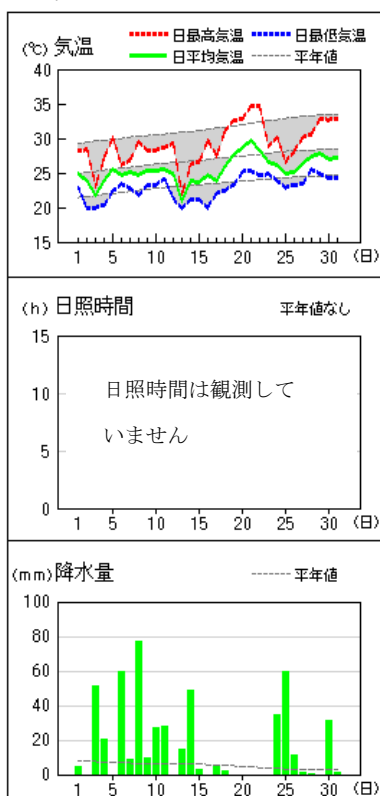 (℃) 気温
日最高気温 日最低気温
日平均気温 平年値
40
35
30
25
20
15
1 5 10 15 20 25 30 (日)
(h) 日照時間 平年値なし
15
10
5
0
日照時間は観測して
いません
1 5 10 15 20 25 30 (日)
(mm) 降水量 平年値
100
80
60
40
20
0
1 5 10 15 20 25 30 (日)